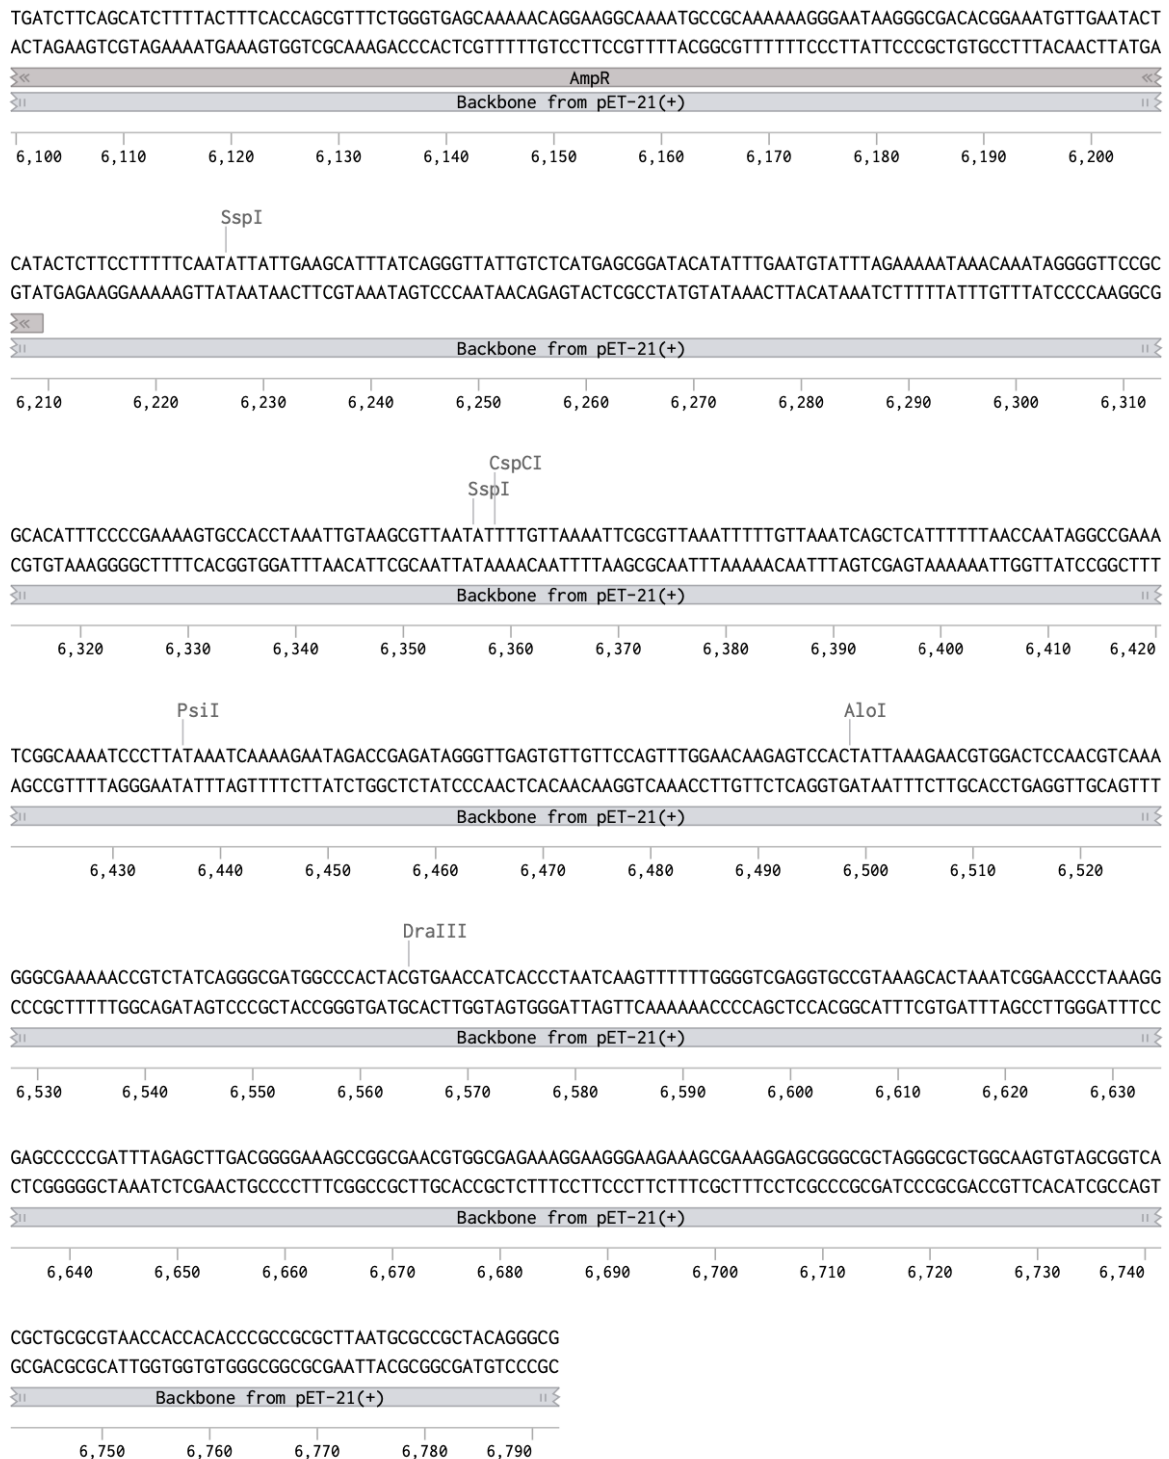 TGATCTTCAGCATCTTTTACTTTCACCAGCGTTTCTGGGTGAGCAAAAACAGGAAGGCAAAATGCCGCAAAAAAGGGAATAAGGGCGACACGGAAATGTTGAATACT
ACTAGAAGTCGTAGAAAATGAAAGTGGTCGCAAAGACCCACTCGTTTTTGTCCTTCCGTTTTACGGCGTTTTTTCCCTTATTCCCGCTGTGCCTTTACAACTTATGA
AmpR
Backbone from pET-21(+)
6,100 6,110 6,120 6,130 6,140 6,150 6,160 6,170 6,180 6,190 6,200
SspI
CATACTCTTCCTTTTTCAATATTATTGAAGCATTTATCAGGGTTATTGTCTCATGAGCGGATACATATTTGAATGTATTTAGAAAAATAAACAAATAGGGGTTCCGC
GTATGAGAAGGAAAAAGTTATAATAACTTCGTAAATAGTCCCAATAACAGAGTACTCGCCTATGTATAAACTTACATAAATCTTTTTATTTGTTTATCCCCAAGGCG
Backbone from pET-21(+)
6,210 6,220 6,230 6,240 6,250 6,260 6,270 6,280 6,290 6,300 6,310
CspCI
SspI
GCACATTTCCCCGAAAAGTGCCACCTAAATTGTAAGCGTTAATATTTTGTTAAAATTCGCGTTAAATTTTTGTTAAATCAGCTCATTTTTTAACCAATAGGCCGAAA
CGTGTAAAGGGGCTTTTCACGGTGGATTTAACATTCGCAATTATAAAACAATTTTAAGCGCAATTTAAAAACAATTTAGTCGAGTAAAAAATTGGTTATCCGGCTTT
Backbone from pET-21(+)
6,320 6,330 6,340 6,350 6,360 6,370 6,380 6,390 6,400 6,410 6,420
PsiI AloI
TCGGCAAAATCCCTTATAAATCAAAAGAATAGACCGAGATAGGGTTGAGTGTTGTTCCAGTTTGGAACAAGAGTCCACTATTAAAGAACGTGGACTCCAACGTCAAA
AGCCGTTTTAGGGAATATTTAGTTTTCTTATCTGGCTCTATCCCAACTCACAACAAGGTCAAACCTTGTTCTCAGGTGATAATTTCTTGCACCTGAGGTTGCAGTTT
Backbone from pET-21(+)
6,430 6,440 6,450 6,460 6,470 6,480 6,490 6,500 6,510 6,520
DraIII
GGGCGAAAAACCGTCTATCAGGGCGATGGCCCACTACGTGAACCATCACCCTAATCAAGTTTTTTGGGGTCGAGGTGCCGTAAAGCACTAAATCGGAACCCTAAAGG
CCCGCTTTTTGGCAGATAGTCCCGCTACCGGGTGATGCACTTGGTAGTGGGATTAGTTCAAAAAACCCCAGCTCCACGGCATTTCGTGATTTAGCCTTGGGATTTCC
Backbone from pET-21(+)
6,530 6,540 6,550 6,560 6,570 6,580 6,590 6,600 6,610 6,620 6,630
GAGCCCCCGATTTAGAGCTTGACGGGGAAAGCCGGCGAACGTGGCGAGAAAGGAAGGGAAGAAAGCGAAAGGAGCGGGCGCTAGGGCGCTGGCAAGTGTAGCGGTCA
CTCGGGGGCTAAATCTCGAACTGCCCCTTTCGGCCGCTTGCACCGCTCTTTCCTTCCCTTCTTTCGCTTTCCTCGCCCGCGATCCCGCGACCGTTCACATCGCCAGT
Backbone from pET-21(+)
6,640 6,650 6,660 6,670 6,680 6,690 6,700 6,710 6,720 6,730 6,740
CGCTGCGCGTAACCACCACACCCGCCGCGCTTAATGCGCCGCTACAGGGCG
GCGACGCGCATTGGTGGTGTGGGCGGCGCGAATTACGCGGCGATGTCCCGC
Backbone from pET-21(+)
6,750 6,760 6,770 6,780 6,790